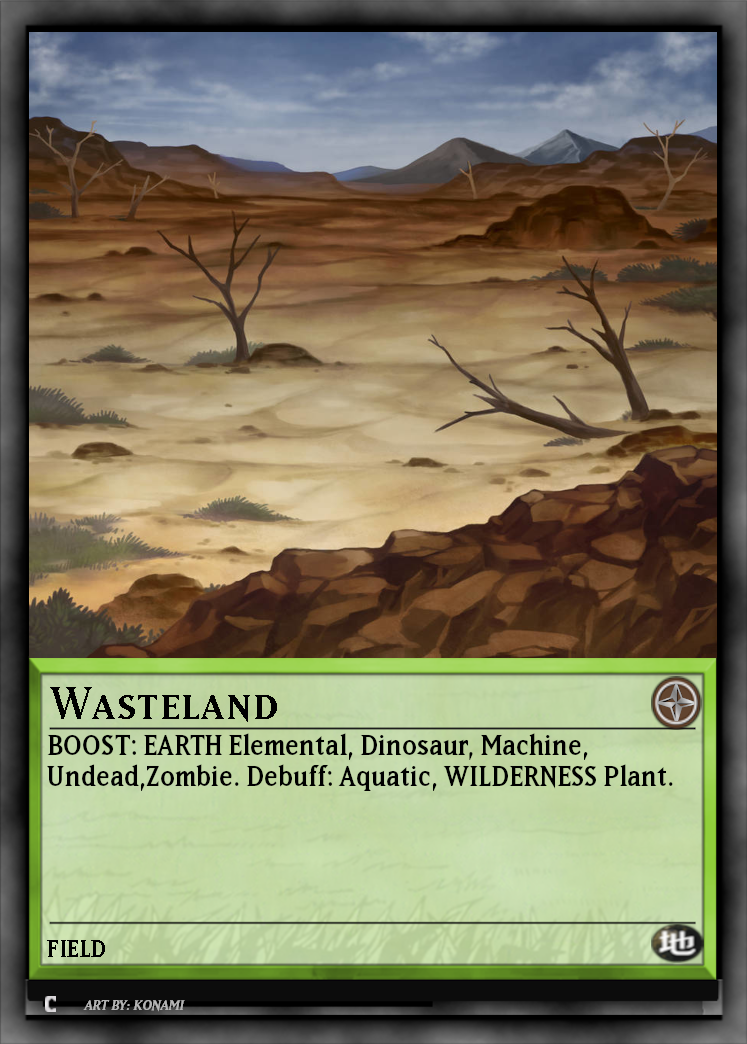 Wasteland
BOOST: EARTH Elemental, Dinosaur, Machine,
Undead,Zombie. Debuff: Aquatic, WILDERNESS Plant.
FIELD
地
C
ART BY: KONAMI